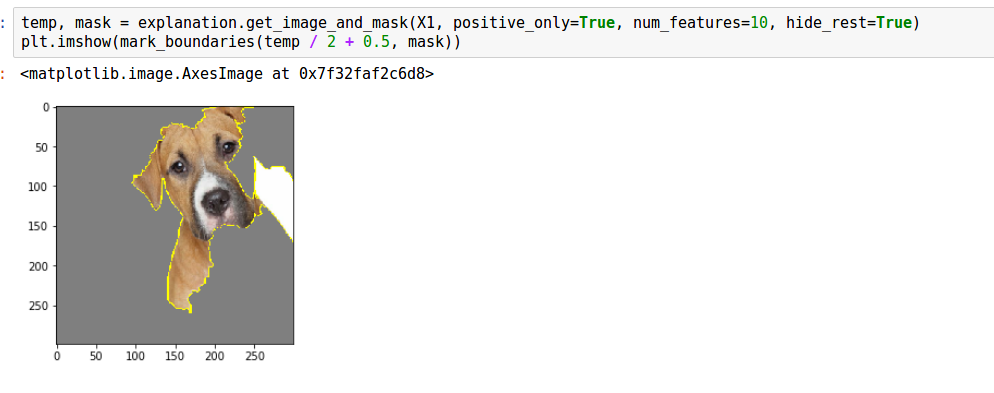 : temp, mask = explanation.get_image_and_mask(X1, positive_only=True, num_features=10, hide_rest=True)
plt.imshow(mark_boundaries(temp / 2 + 0.5, mask))
: <matplotlib.image.AxesImage at 0x7f32faf2c6d8>
0
50
100
150
200
250
0 50 100 150 200 250